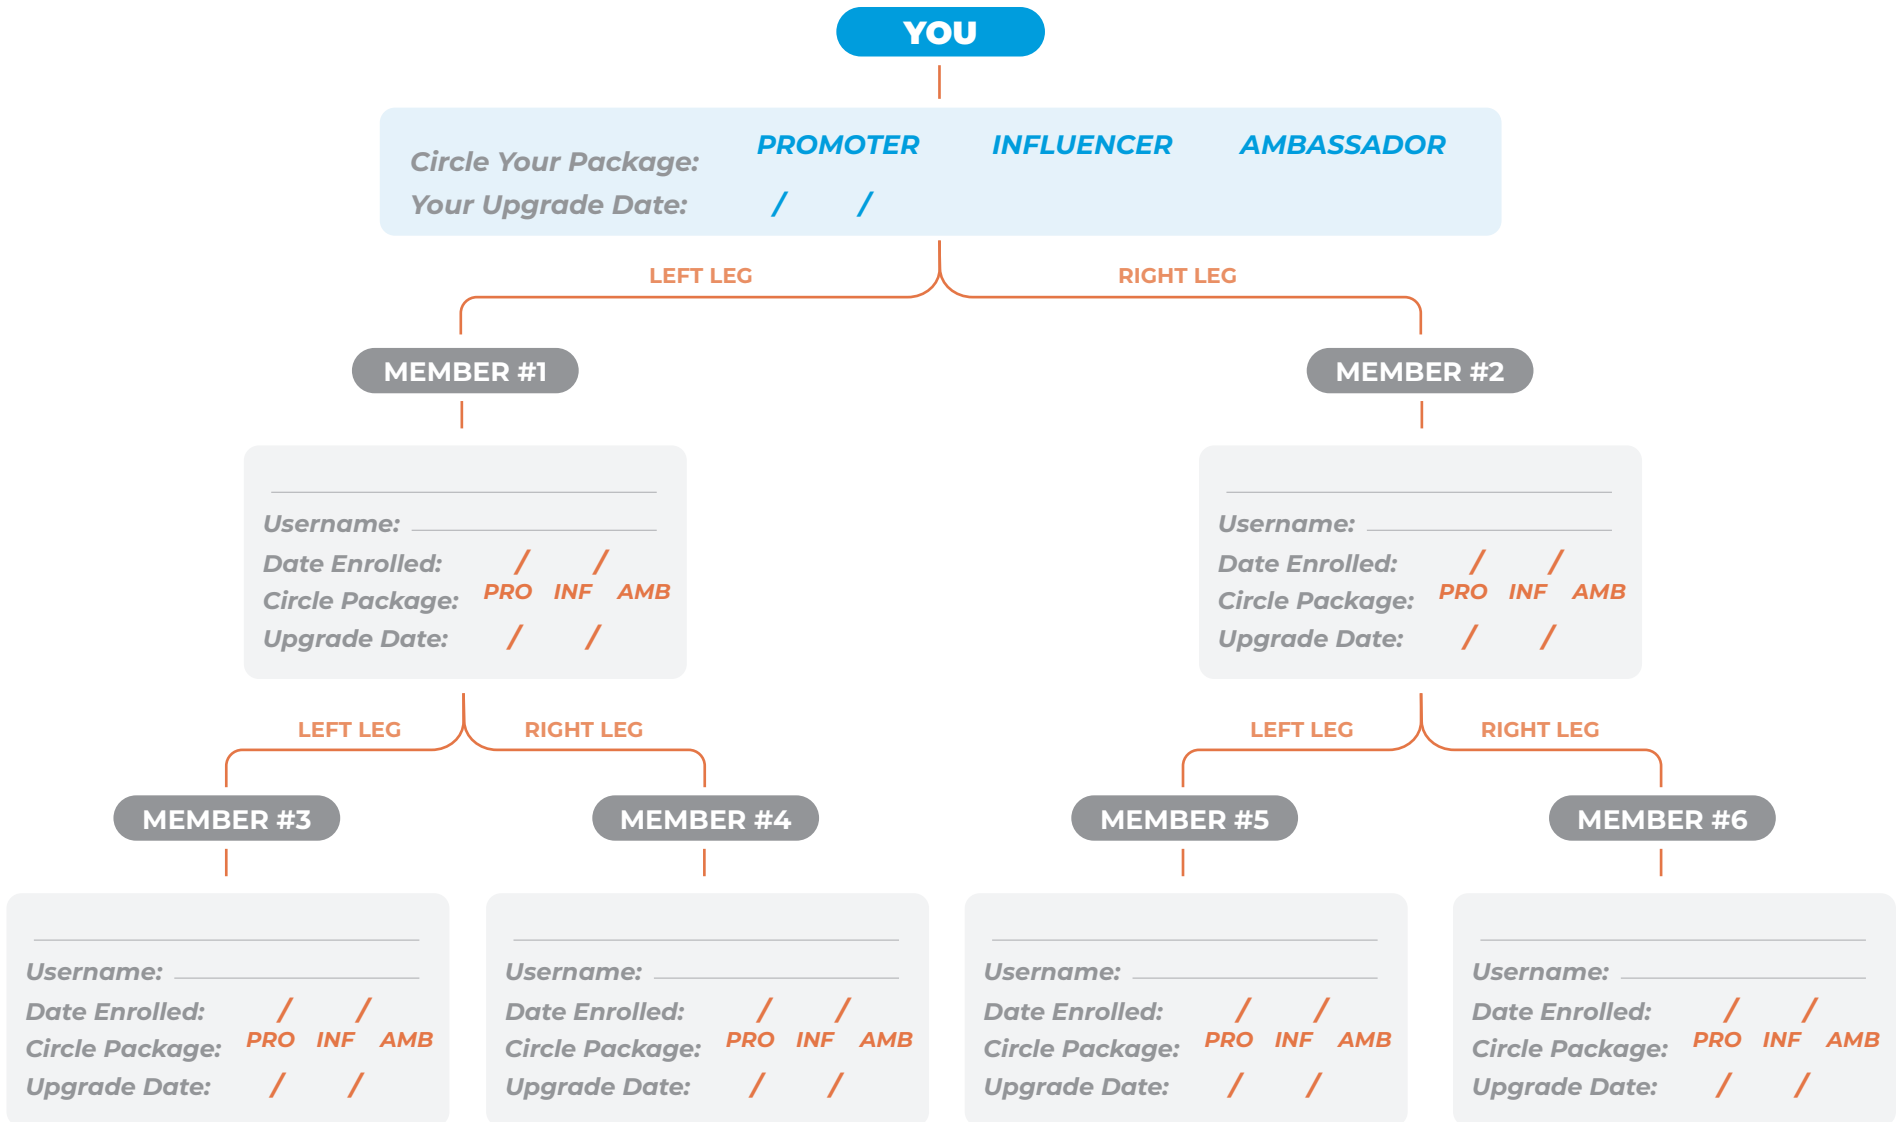 YOU
Circle Your Package: PROMOTER INFLUENCER AMBASSADOR
Your Upgrade Date: / /
LEFT LEG RIGHT LEG
MEMBER #1 MEMBER #2
Username:
Date Enrolled: / /
Circle Package: PRO INF AMB
Upgrade Date: / /
Username:
Date Enrolled: / /
Circle Package: PRO INF AMB
Upgrade Date: / /
LEFT LEG RIGHT LEG
LEFT LEG RIGHT LEG
MEMBER #3 MEMBER #4 MEMBER #5 MEMBER #6
Username:
Date Enrolled: / /
Circle Package: PRO INF AMB
Upgrade Date: / /
Username:
Date Enrolled: / /
Circle Package: PRO INF AMB
Upgrade Date: / /
Username:
Date Enrolled: / /
Circle Package: PRO INF AMB
Upgrade Date: / /
Username:
Date Enrolled: / /
Circle Package: PRO INF AMB
Upgrade Date: / /